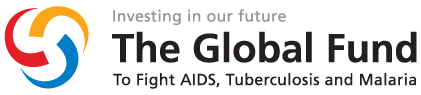 Investing in our future
The Global Fund
To Fight AIDS, Tuberculosis and Malaria